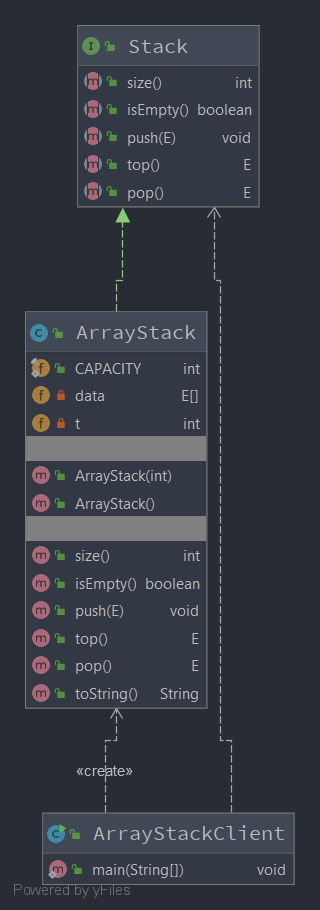 I Stack
m size() int
m isEmpty() boolean
m push(E) void
m top() E
m pop() E
C ArrayStack
f CAPACITY int
f data E[]
f t int
m ArrayStack(int)
m ArrayStack()
m size() int
m isEmpty() boolean
m push(E) void
m top() E
m pop() E
m toString() String
«create»
C ArrayStackClient
m main(String[]) void
Powered by yFiles